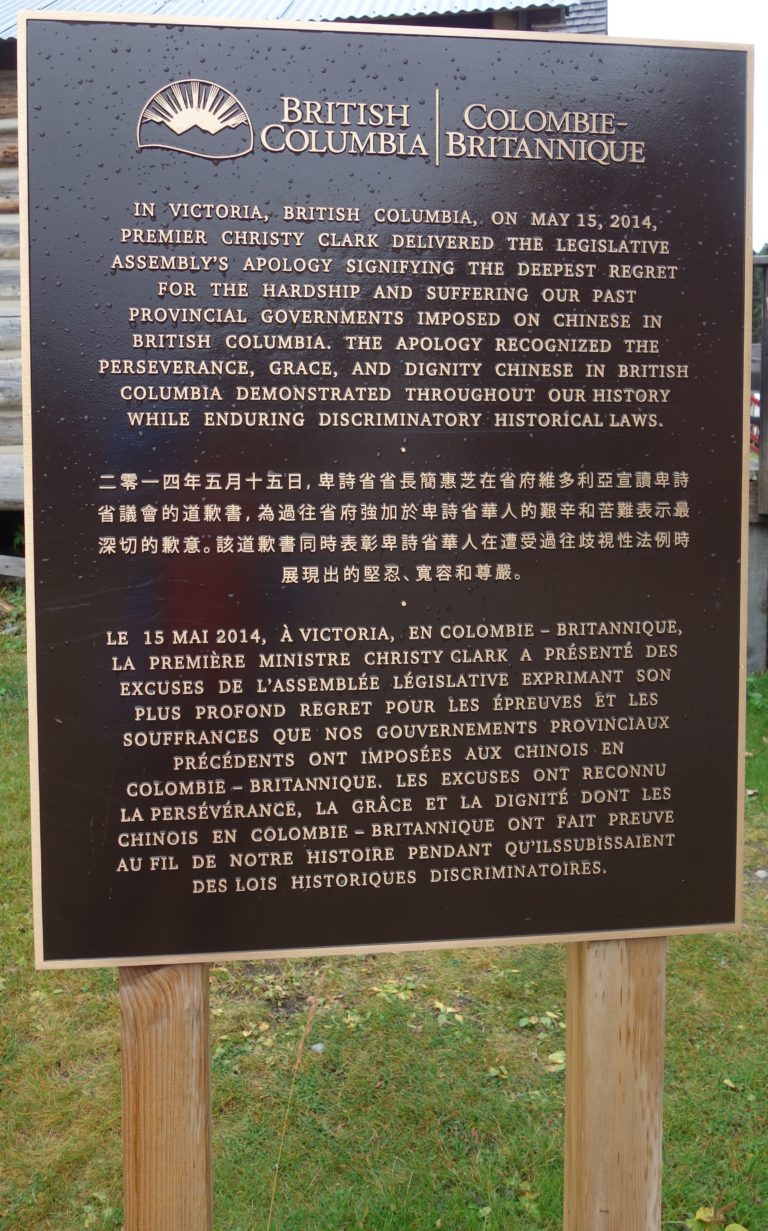 BRITISH COLUMBIA | COLOMBIE-BRITANNIQUE
IN VICTORIA, BRITISH COLUMBIA, ON MAY 15, 2014,
PREMIER CHRISTY CLARK DELIVERED THE LEGISLATIVE
ASSEMBLY'S APOLOGY SIGNIFYING THE DEEPEST REGRET
FOR THE HARDSHIP AND SUFFERING OUR PAST
PROVINCIAL GOVERNMENTS IMPOSED ON CHINESE IN
BRITISH COLUMBIA. THE APOLOGY RECOGNIZED THE
PERSEVERANCE, GRACE, AND DIGNITY CHINESE IN BRITISH
COLUMBIA DEMONSTRATED THROUGHOUT OUR HISTORY
WHILE ENDURING DISCRIMINATORY HISTORICAL LAWS.
二零一四年五月十五日，卑詩省省長簡惠芝在省府維多利亞宣讀卑詩
省議會的道歉書，為過往省府強加於卑詩省華人的艱辛和苦難表示最
深切的歉意。該道歉書同時表彰卑詩省華人在遭受過往歧視性法例時
展現出的堅忍、寬容和尊嚴。
LE 15 MAI 2014, À VICTORIA, EN COLOMBIE – BRITANNIQUE,
LA PREMIÈRE MINISTRE CHRISTY CLARK A PRÉSENTÉ DES
EXCUSES DE L'ASSEMBLÉE LÉGISLATIVE EXPRIMANT SON
PLUS PROFOND REGRET POUR LES ÉPREUVES ET LES
SOUFFRANCES QUE NOS GOUVERNEMENTS PROVINCIAUX
PRÉCÉDENTS ONT IMPOSÉES AUX CHINOIS EN
COLOMBIE – BRITANNIQUE. LES EXCUSES ONT RECONNU
LA PERSÉVÉRANCE, LA GRÂCE ET LA DIGNITÉ DONT LES
CHINOIS EN COLOMBIE – BRITANNIQUE ONT FAIT PREUVE
AU FIL DE NOTRE HISTOIRE PENDANT QU'ILSSUBISSAIENT
DES LOIS HISTORIQUES DISCRIMINATOIRES.